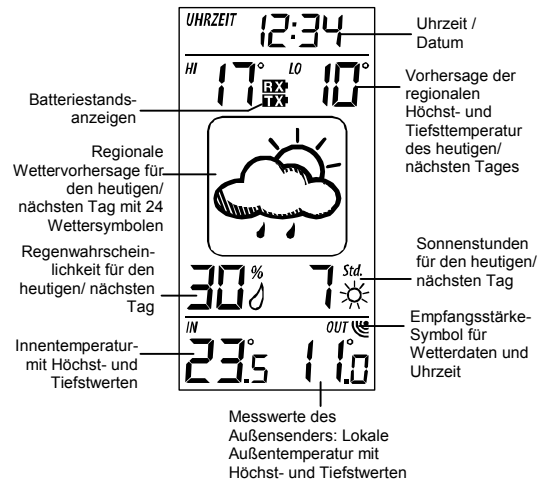 UHRZEIT 12:34
Uhrzeit /
Datum
HI 17° LO 10°
RX
TX
Batteriestands-
anzeigen
Vorhersage der
regionalen
Höchst- und
Tiefsttemperatur
des heutigen/
nächsten Tages
Regionale
Wettervorhersage für
den heutigen/
nächsten Tag mit 24
Wettersymbolen
Regenwahrschein-
lichkeit für den
heutigen/ nächsten
Tag
30 % 7 Std.
Sonnenstunden
für den heutigen/
nächsten Tag
IN OUT
23.5° 11.0°
Empfangsstärke-
Symbol für
Wetterdaten und
Uhrzeit
Innentemperatur-
mit Höchst- und
Tiefstwerten
Messwerte des
Außensenders: Lokale
Außentemperatur mit
Höchst- und Tiefstwerten